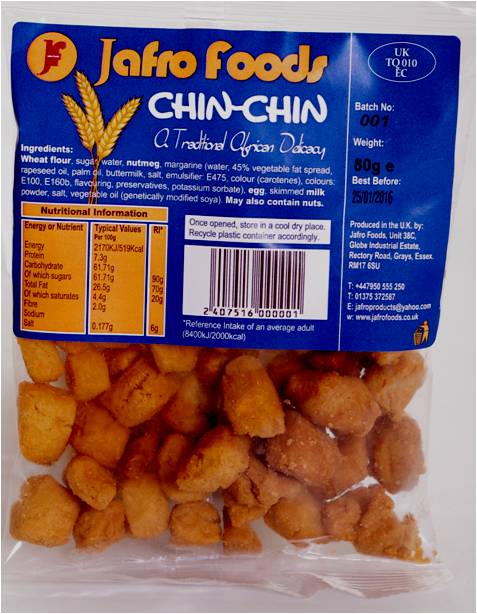 Jafro Foods
CHIN-CHIN
A Traditional African Delicacy
Ingredients:
Wheat flour, sugar, water, nutmeg, margarine (water, 45% vegetable fat spread,
rapeseed oil, palm oil, buttermilk, salt, emulsifier: E475, colour (carotenes), colours:
E100, E160b, flavouring, preservatives, potassium sorbate), egg, skimmed milk
powder, salt, vegetable oil (genetically modified soya). May also contain nuts.
Nutritional Information
Energy or Nutrient Typical Values RI*
Per 100g
Energy 2170KJ/519Kcal
Protein 7.3g
Carbohydrate 61.71g
Of which sugars 61.71g 90g
Total Fat 26.5g 70g
Of which saturates 4.4g 20g
Fibre 2.0g
Sodium
Salt 0.177g 6g
Once opened, store in a cool dry place.
Recycle plastic container accordingly.
2 407516 000001
*Reference Intake of an average adult
(8400kJ/2000kcal)
UK
TQ 010
EC
Batch No:
001
Weight:
80g e
Best Before:
25/01/2016
Produced in the U.K. by:
Jafro Foods, Unit 38C,
Globe Industrial Estate,
Rectory Road, Grays, Essex.
RM17 6SU
T: +447950 555 250
T: 01375 372587
E: jafroproducts@yahoo.com
w: www.jafrofoods.co.uk